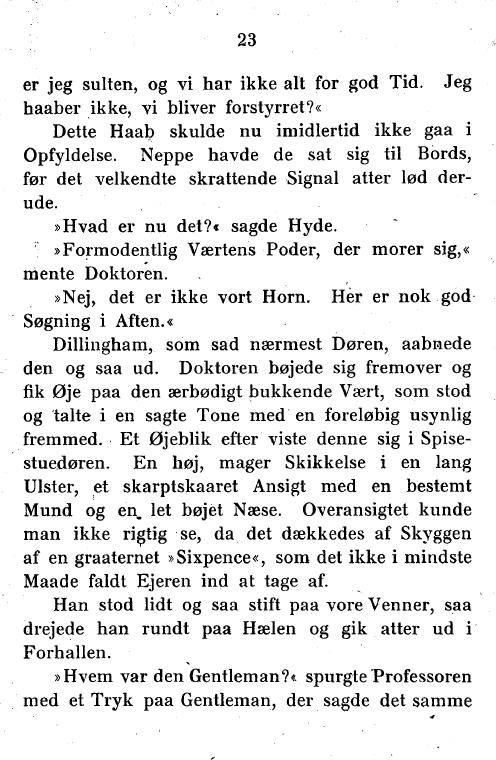 23
er jeg sulten, og vi har ikke alt for god Tid. Jeg
haaber ikke, vi bliver forstyrret?«
Dette Haab skulde nu imidlertid ikke gaa i
Opfyldelse. Neppe havde de sat sig til Bords,
før det velkendte skrattende Signal atter lød der-
ude.
»Hvad er nu det?« sagde Hyde.
»Formodentlig Værtens Poder, der morer sig,«
mente Doktoren.
»Nej, det er ikke vort Horn. Her er nok god
Søgning i Aften.«
Dillingham, som sad nærmest Døren, aabnede
den og saa ud. Doktoren bøjede sig fremover og
fik Øje paa den ærbødigt bukkende Vært, som stod
og talte i en sagte Tone med en foreløbig usynlig
fremmed. Et Øjeblik efter viste denne sig i Spise-
stuedøren. En høj, mager Skikkelse i en lang
Ulster, et skarptskaaret Ansigt med en bestemt
Mund og en let bøjet Næse. Overansigtet kunde
man ikke rigtig se, da det dækkedes af Skyggen
af en graaternet »Sixpence«, som det ikke i mindste
Maade faldt Ejeren ind at tage af.
Han stod lidt og saa stift paa vore Venner, saa
drejede han rundt paa Hælen og gik atter ud i
Forhallen.
»Hvem var den Gentleman?« spurgte Professoren
med et Tryk paa Gentleman, der sagde det samme